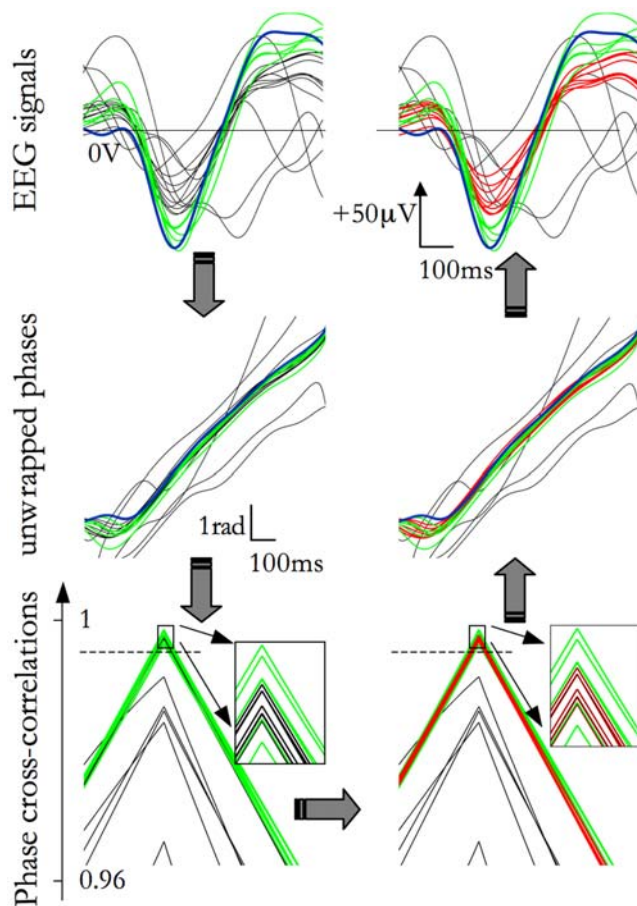 EEG signals
0V
+50µV
100ms
unwrapped phases
1rad
100ms
Phase cross-correlations
1
0.96